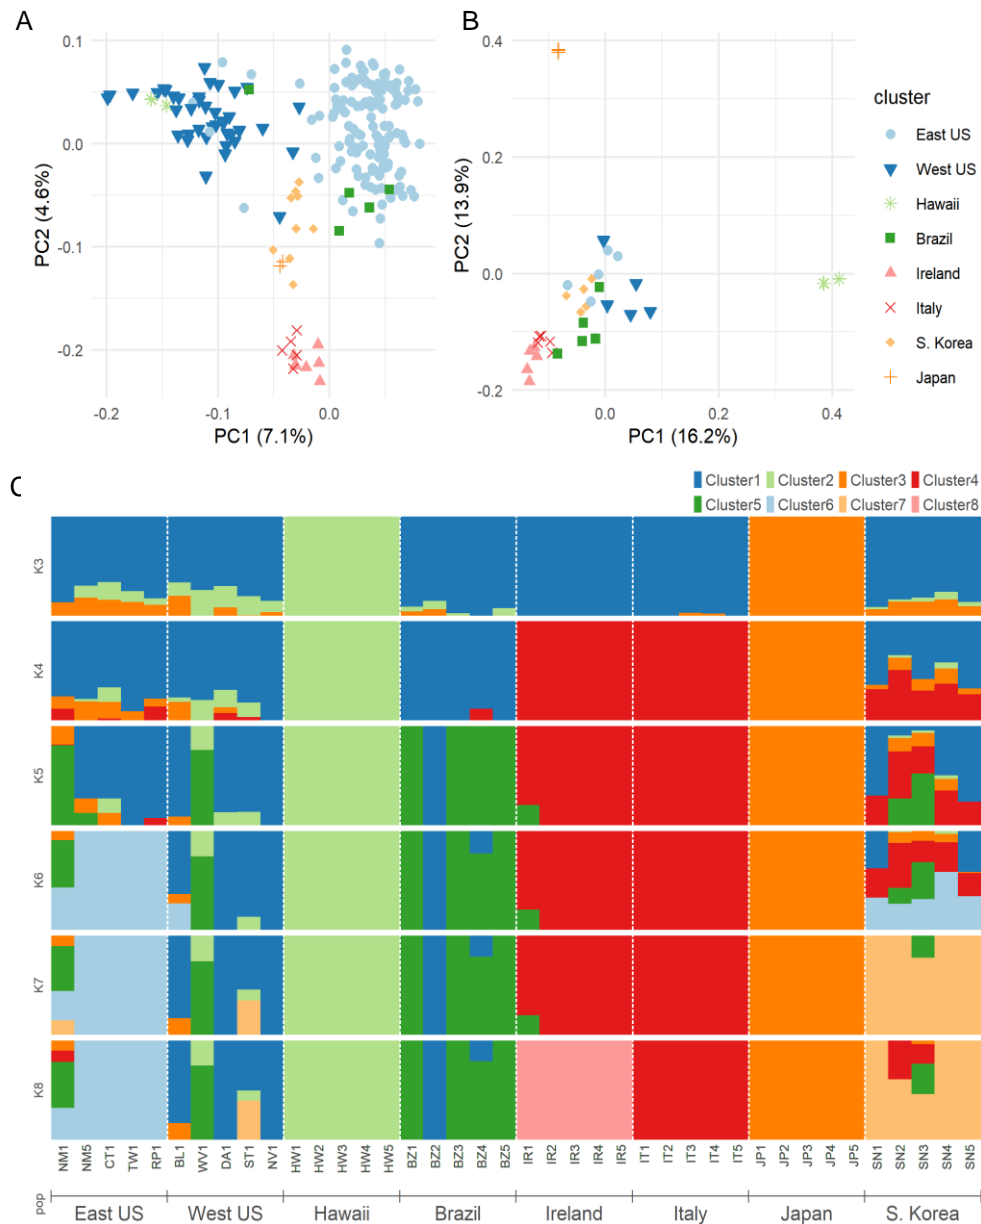 A
B
0.1
0.0
-0.1
-0.2
PC2 (4.6%)
-0.2
-0.1
0.0
PC1 (7.1%)
0.4
0.2
0.0
-0.2
PC2 (13.9%)
0.0
0.2
0.4
PC1 (16.2%)
cluster
East US
West US
Hawaii
Brazil
Ireland
Italy
S. Korea
Japan
Cluster1 Cluster2 Cluster3 Cluster4
Cluster5 Cluster6 Cluster7 Cluster8
K3
K4
K5
K6
K7
K8
NM1 NM5 CT1 TW1 RP1 BL1 WV1 DA1 ST1 NV1 HW1 HW2 HW3 HW4 HW5 BZ1 BZ2 BZ3 BZ4 BZ5 IR1 IR2 IR3 IR4 IR5 IT1 IT2 IT3 IT4 IT5 JP1 JP2 JP3 JP4 JP5 SN1 SN2 SN3 SN4 SN5
pop
East US West US Hawaii Brazil Ireland Italy Japan S. Korea